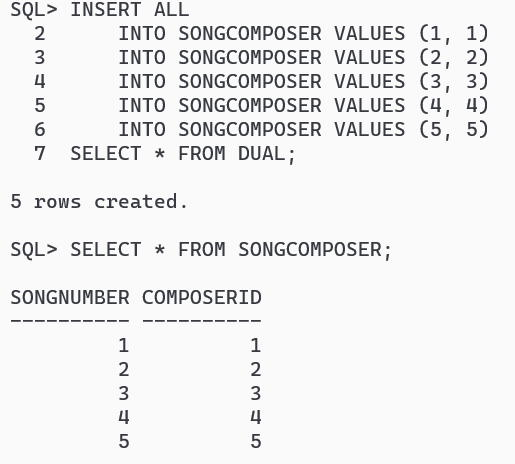 SQL> INSERT ALL
  2      INTO SONGCOMPOSER VALUES (1, 1)
  3      INTO SONGCOMPOSER VALUES (2, 2)
  4      INTO SONGCOMPOSER VALUES (3, 3)
  5      INTO SONGCOMPOSER VALUES (4, 4)
  6      INTO SONGCOMPOSER VALUES (5, 5)
  7  SELECT * FROM DUAL;

5 rows created.

SQL> SELECT * FROM SONGCOMPOSER;

SONGNUMBER COMPOSERID
---------- ----------
         1          1
         2          2
         3          3
         4          4
         5          5